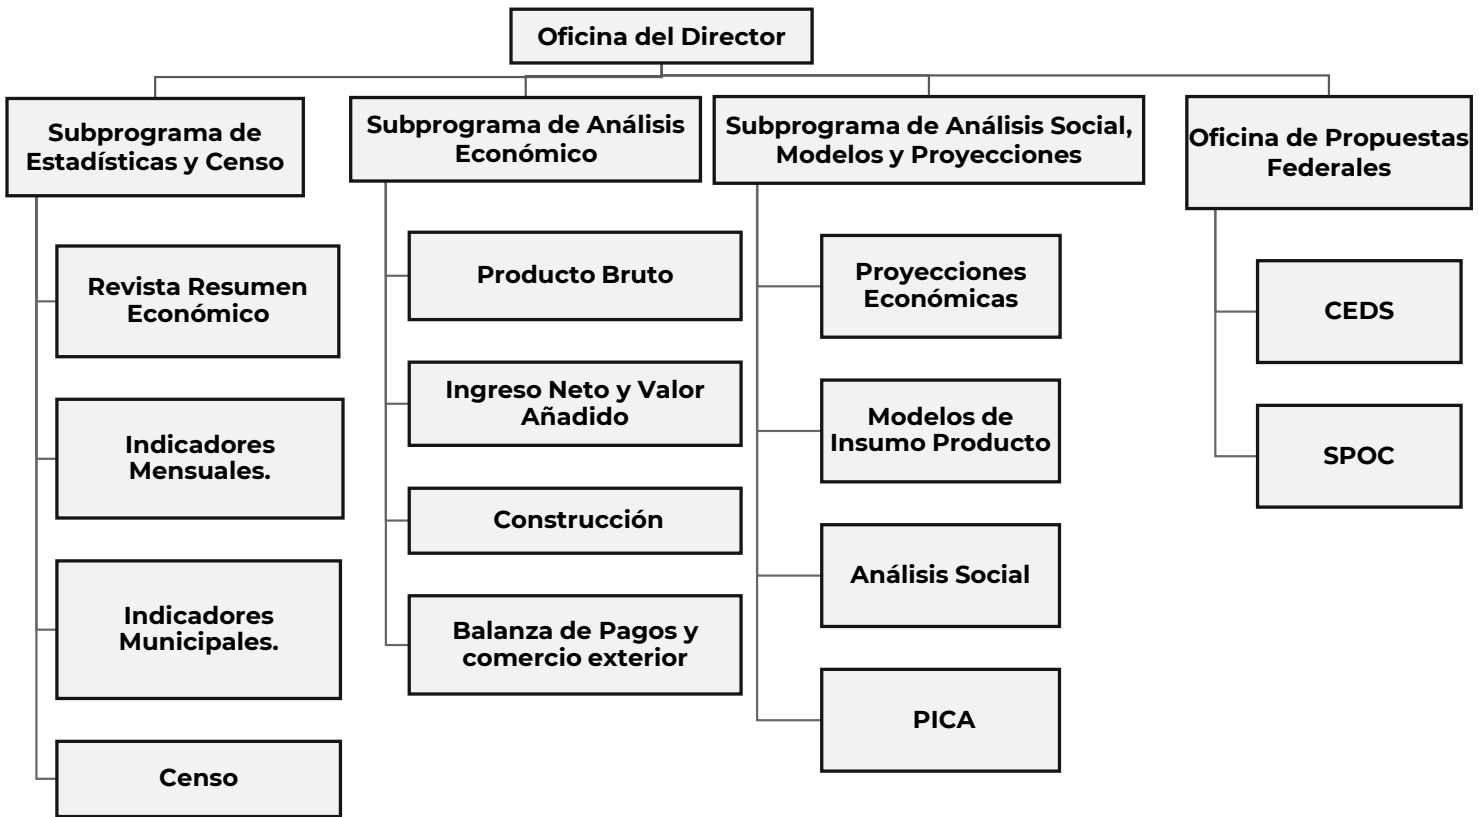 Oficina del Director
Subprograma de
Estadísticas y Censo
Revista Resumen
Económico
Indicadores
Mensuales.
Indicadores
Municipales.
Censo
Subprograma de Análisis
Económico
Producto Bruto
Ingreso Neto y Valor
Añadido
Construcción
Balanza de Pagos y
comercio exterior
Subprograma de Análisis Social,
Modelos y Proyecciones
Proyecciones
Económicas
Modelos de
Insumo Producto
Análisis Social
PICA
Oficina de Propuestas
Federales
CEDS
SPOC